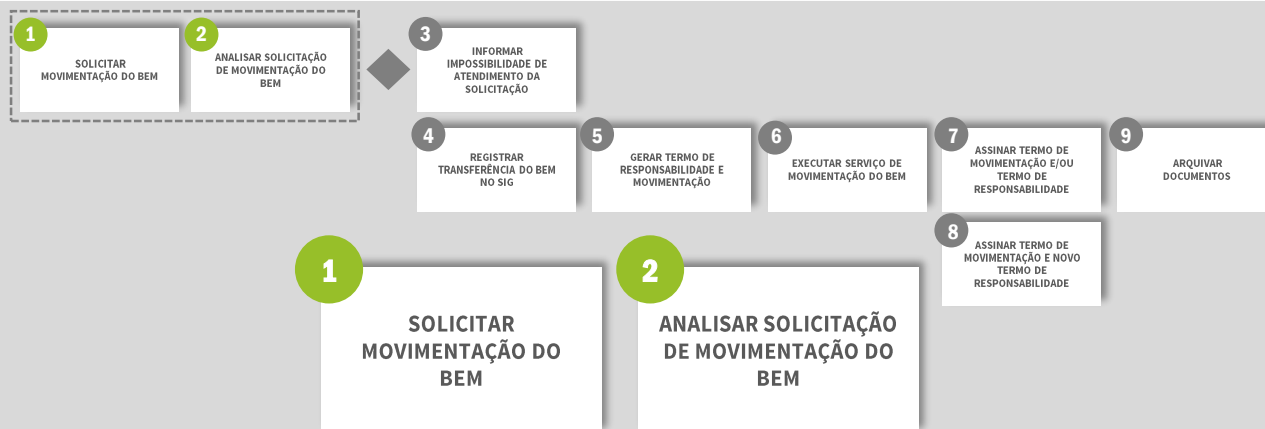 1
SOLICITAR
MOVIMENTAÇÃO DO BEM
2
ANALISAR SOLICITAÇÃO
DE MOVIMENTAÇÃO DO
BEM
3
INFORMAR
IMPOSSIBILIDADE DE
ATENDIMENTO DA
SOLICITAÇÃO
4
REGISTRAR
TRANSFERÊNCIA DO BEM
NO SIG
5
GERAR TERMO DE
RESPONSABILIDADE E
MOVIMENTAÇÃO
6
EXECUTAR SERVIÇO DE
MOVIMENTAÇÃO DO BEM
7
ASSINAR TERMO DE
MOVIMENTAÇÃO E/OU
TERMO DE
RESPONSABILIDADE
9
ARQUIVAR
DOCUMENTOS
8
ASSINAR TERMO DE
MOVIMENTAÇÃO E NOVO
TERMO DE
RESPONSABILIDADE
1
SOLICITAR
MOVIMENTAÇÃO DO
BEM
2
ANALISAR SOLICITAÇÃO
DE MOVIMENTAÇÃO DO
BEM